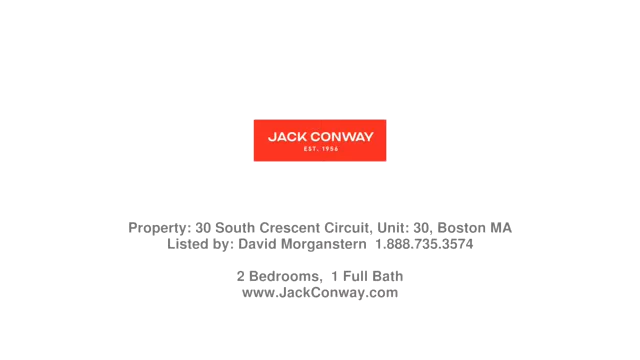 JACK CONWAY
EST. 1956
Property: 30 South Crescent Circuit, Unit: 30, Boston MA
Listed by: David Morganstern  1.888.735.3574
2 Bedrooms,  1 Full Bath
www.JackConway.com